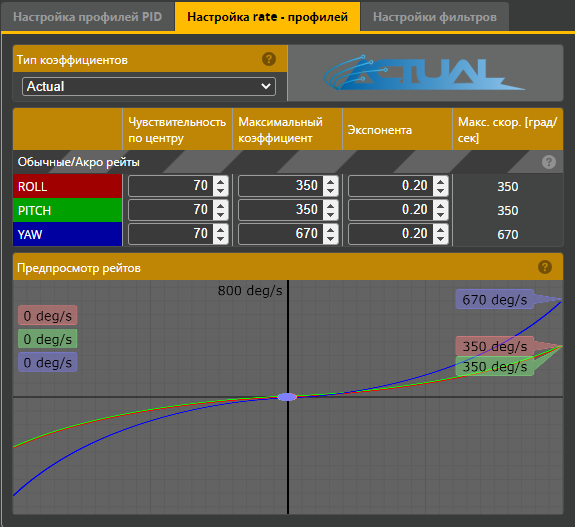 Настройка профилей PID Настройка rate - профилей Настройки фильтров
Тип коэффициентов ?
Actual
ACTUAL
Чувствительность по центру Максимальный коэффициент Экспонента Макс. скор. [град/сек]
Обычные/Акро рейты ?
ROLL 70 350 0.20 350
PITCH 70 350 0.20 350
YAW 70 670 0.20 670
Предпросмотр рейтов ?
800 deg/s
670 deg/s
0 deg/s
0 deg/s
0 deg/s
350 deg/s
350 deg/s